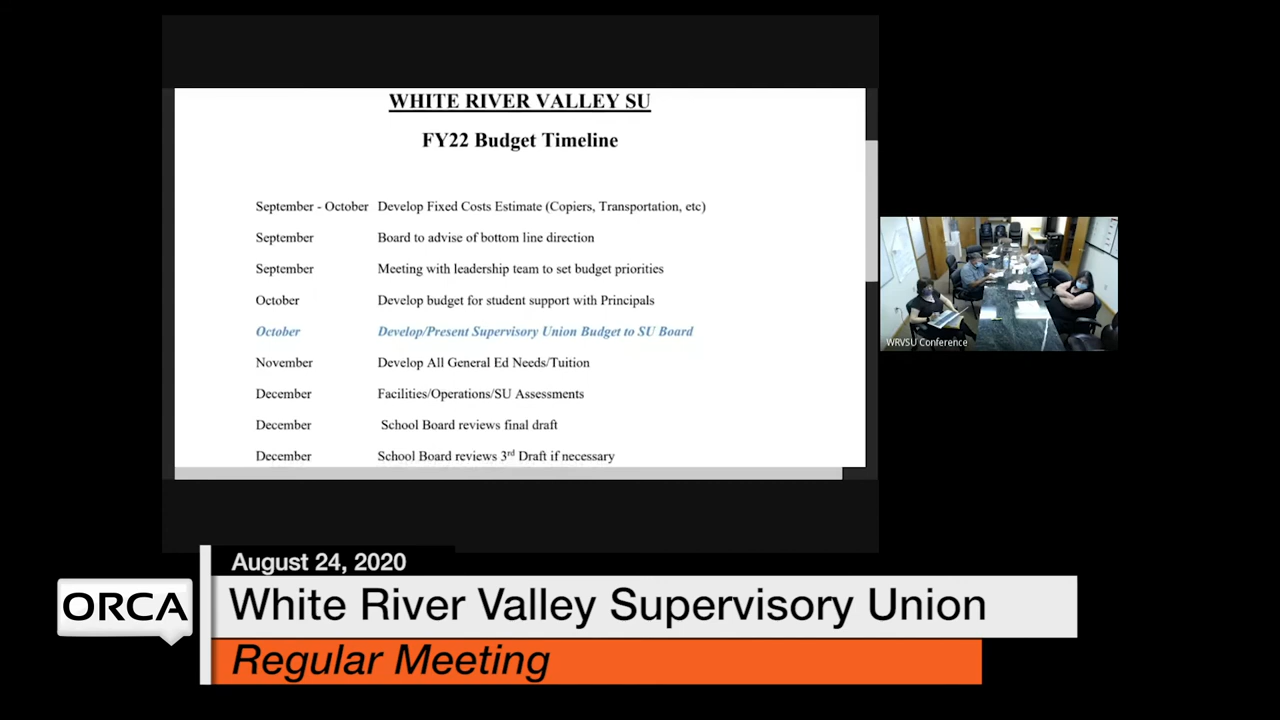 WHITE RIVER VALLEY SU
FY22 Budget Timeline
September - October Develop Fixed Costs Estimate (Copiers, Transportation, etc)
September Board to advise of bottom line direction
September Meeting with leadership team to set budget priorities
October Develop budget for student support with Principals
October Develop/Present Supervisory Union Budget to SU Board
November Develop All General Ed Needs/Tuition
December Facilities/Operations/SU Assessments
December School Board reviews final draft
December School Board reviews 3rd Draft if necessary
WRVSU Conference
August 24, 2020
ORCA
White River Valley Supervisory Union
Regular Meeting